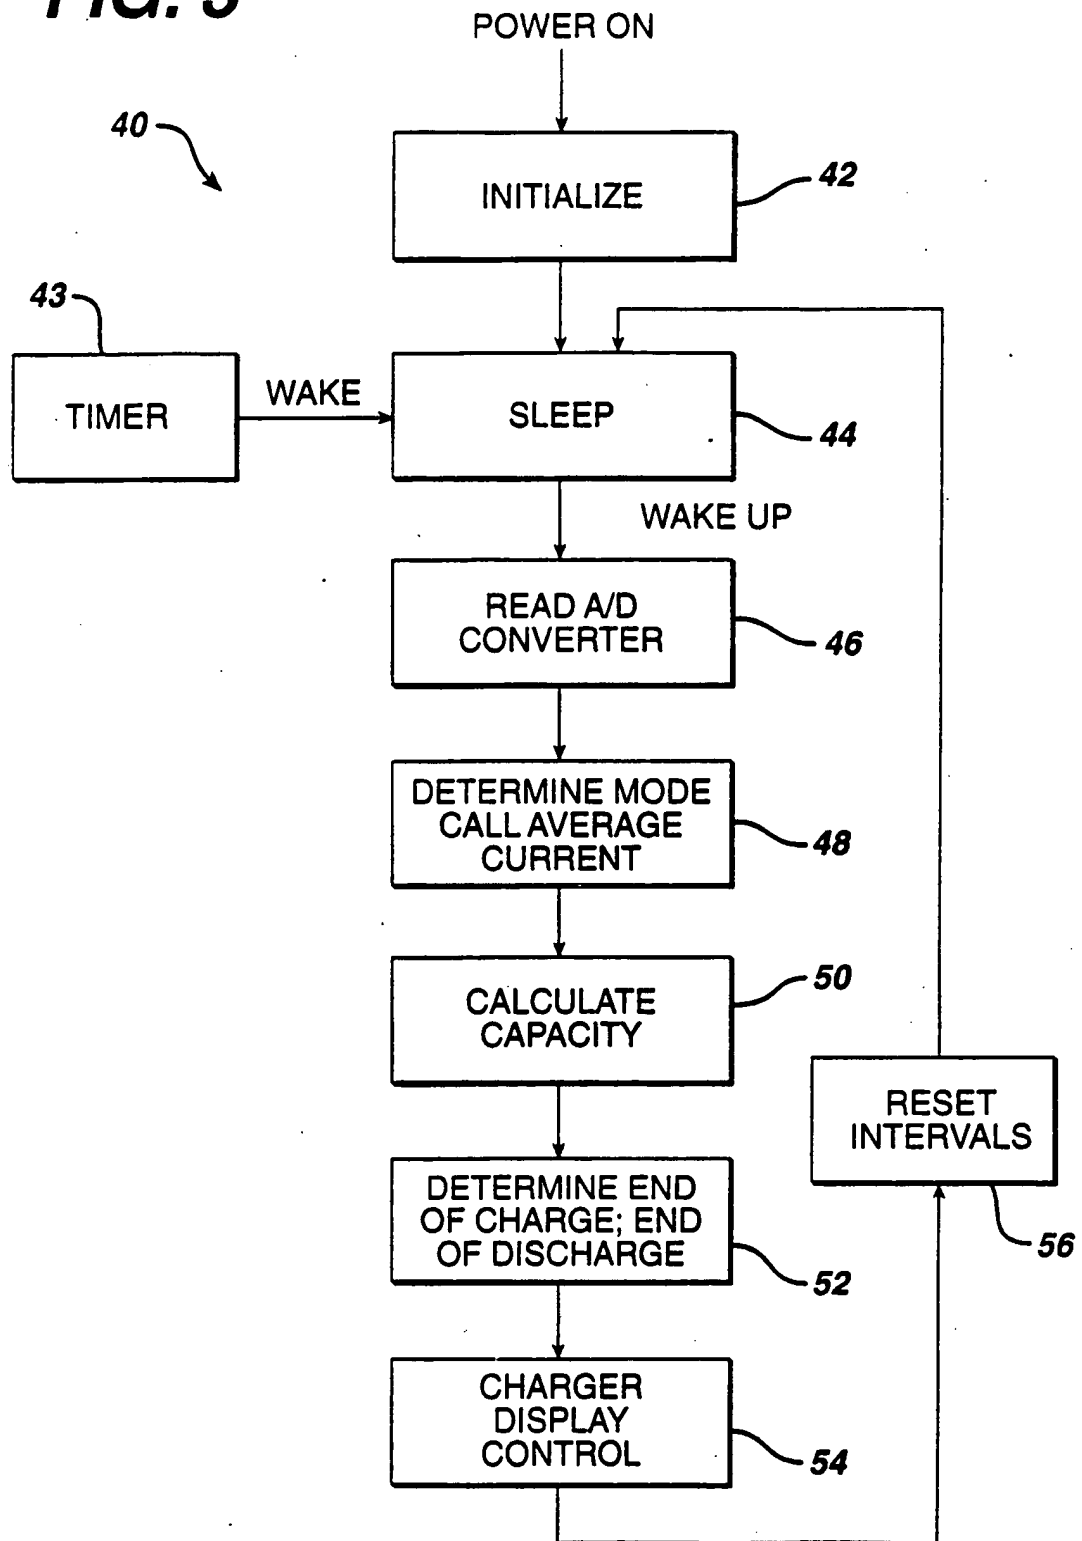 POWER ON
40
INITIALIZE
42
43
TIMER
WAKE
SLEEP
44
WAKE UP
READ A/D
CONVERTER
46
DETERMINE MODE
CALL AVERAGE
CURRENT
48
CALCULATE
CAPACITY
50
RESET
INTERVALS
56
DETERMINE END
OF CHARGE; END
OF DISCHARGE
52
CHARGER
DISPLAY
CONTROL
54